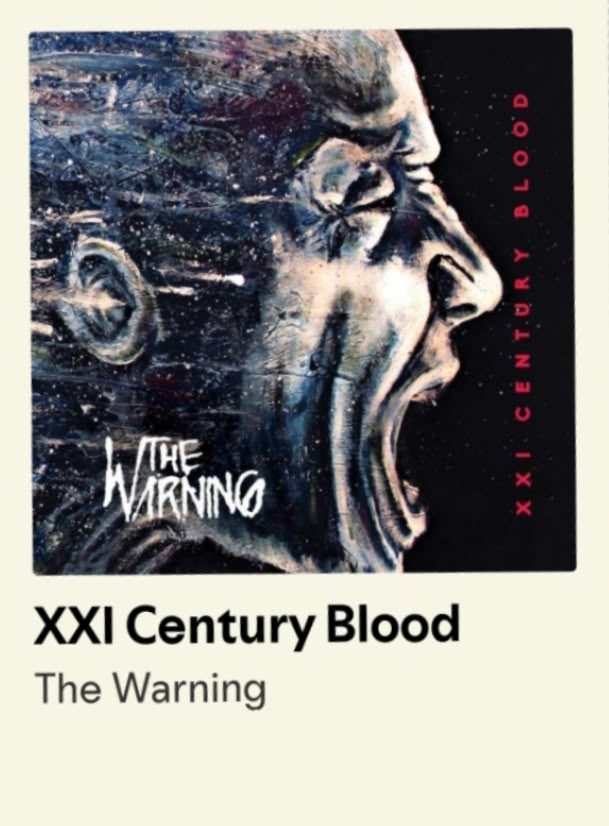 THE
WARNING
XXI CENTURY BLOOD
XXI Century Blood
The Warning